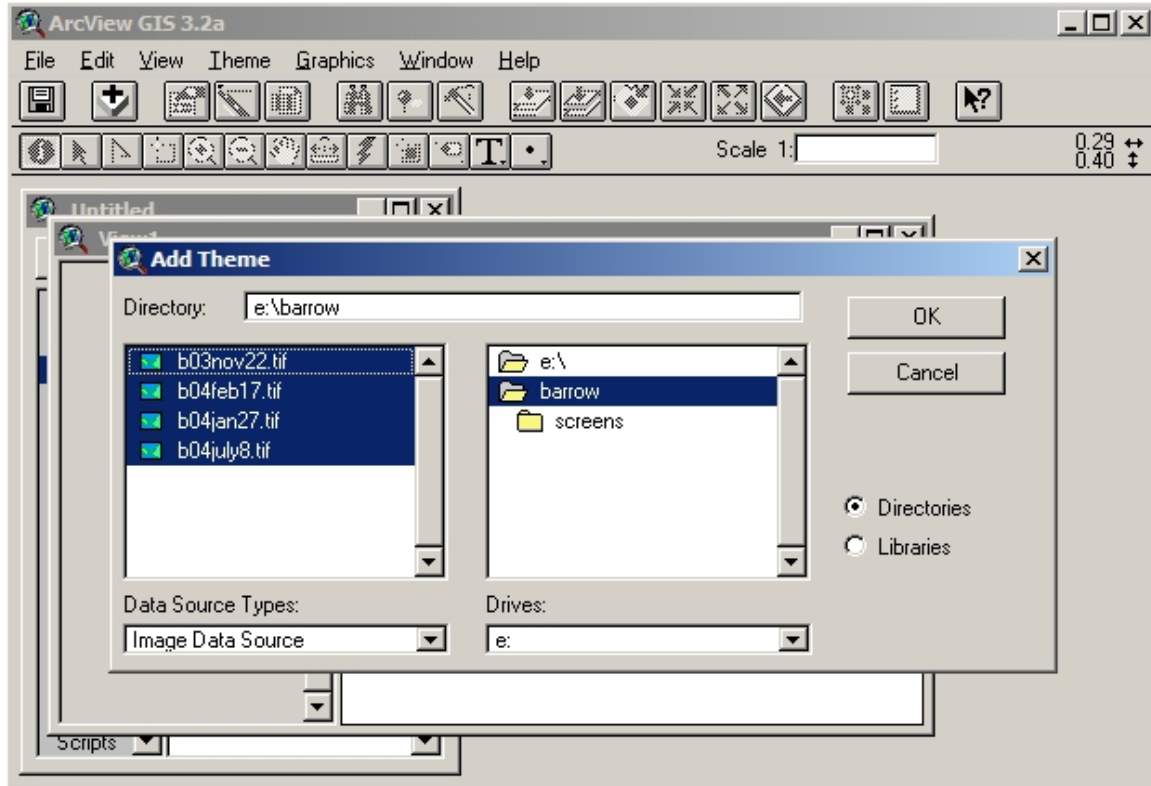 ArcView GIS 3.2a
File Edit View Theme Graphics Window Help
T
Scale 1:
0.29
0.40
Untitled
View1
Add Theme
Directory: e:\barrow
OK
Cancel
b03nov22.tif
b04feb17.tif
b04jan27.tif
b04july8.tif
e:\
barrow
screens
Directories
Libraries
Data Source Types:
Drives:
Image Data Source
e:
Scripts